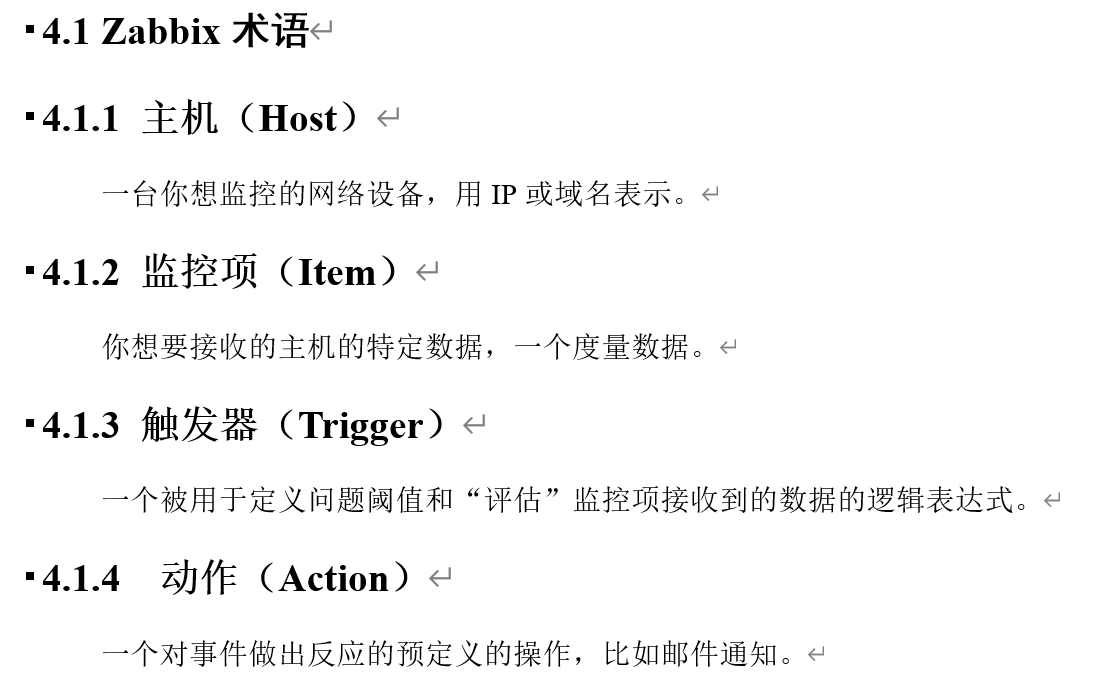 ▪4.1 Zabbix 术语↵
▪4.1.1 主机（Host）↵
一台你想监控的网络设备，用 IP 或域名表示。↵
▪4.1.2 监控项（Item）↵
你想要接收的主机的特定数据，一个度量数据。↵
▪4.1.3 触发器（Trigger）↵
一个被用于定义问题阈值和“评估”监控项接收到的数据的逻辑表达式。↵
▪4.1.4 动作（Action）↵
一个对事件做出反应的预定义的操作，比如邮件通知。↵